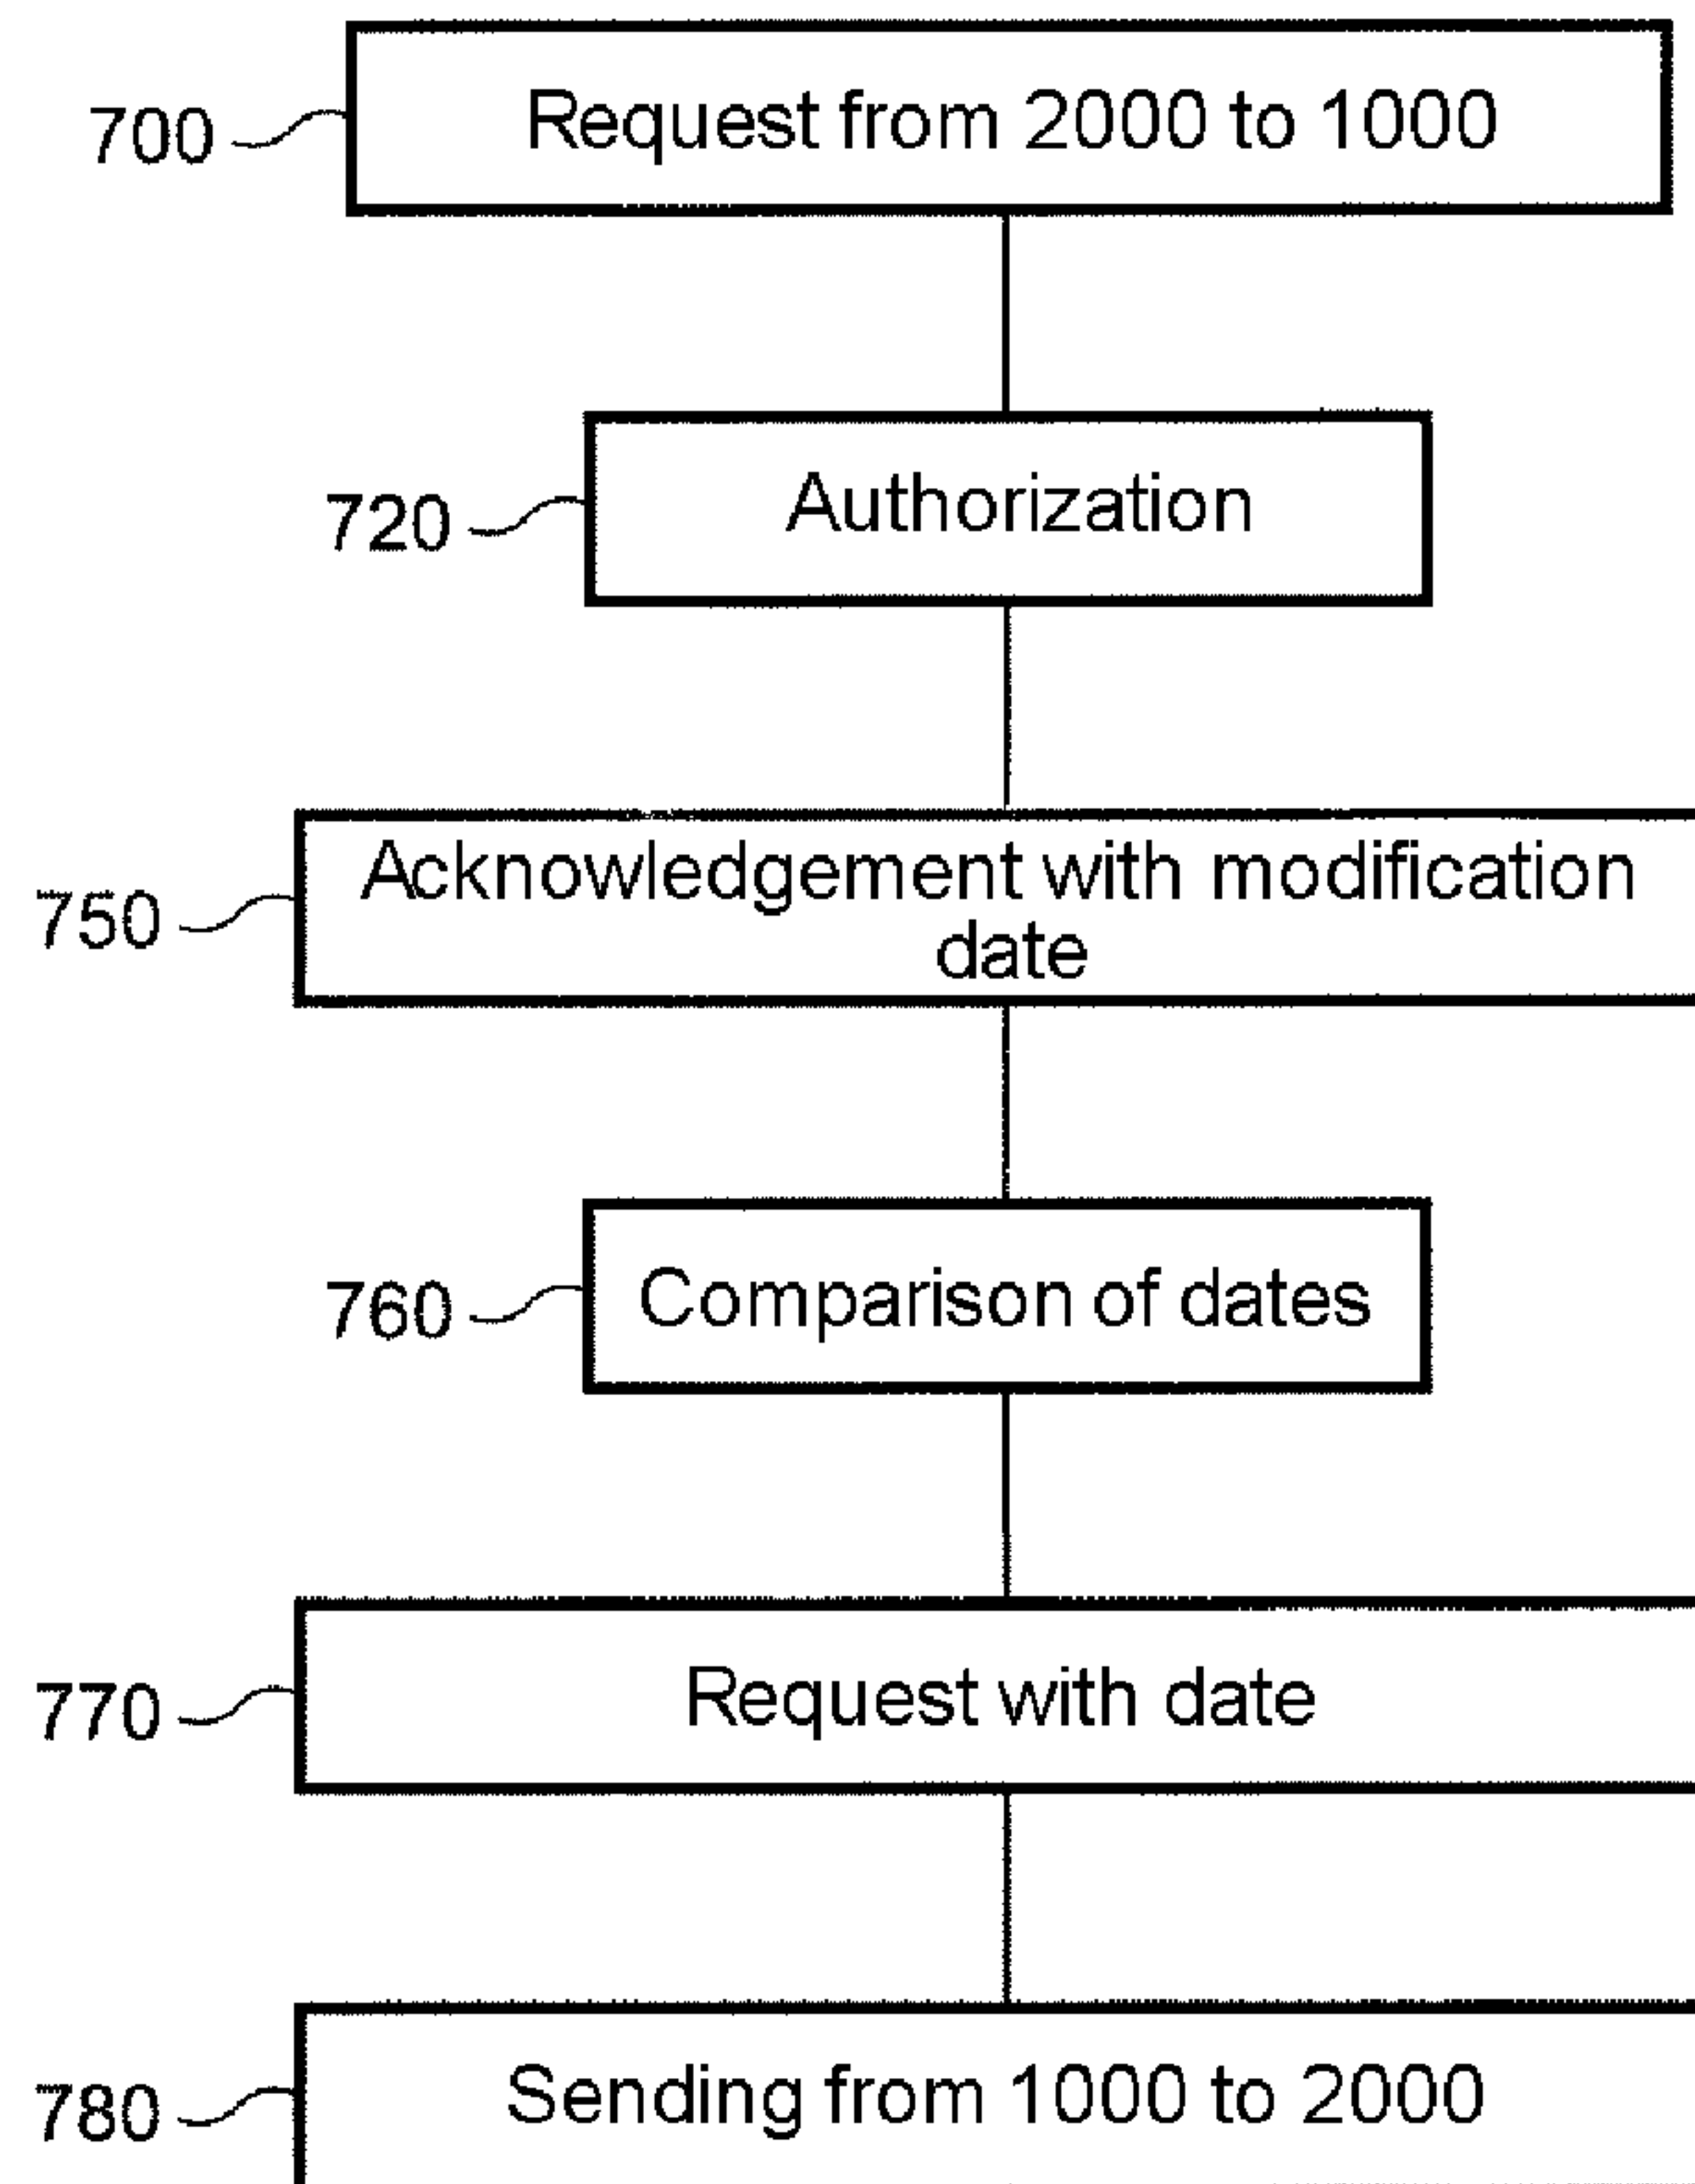 700 Request from 2000 to 1000
720 Authorization
750 Acknowledgement with modification
date
760 Comparison of dates
770 Request with date
780 Sending from 1000 to 2000